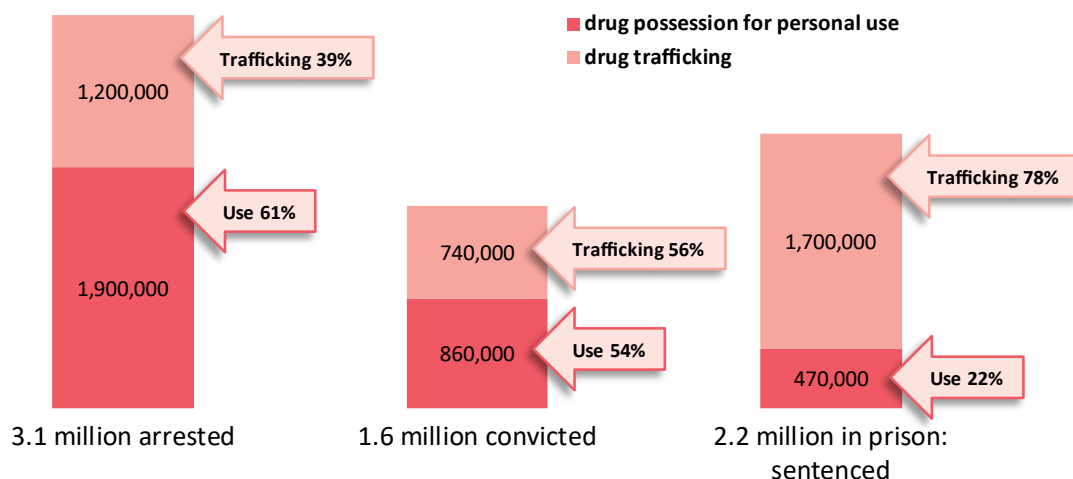 drug possession for personal use
drug trafficking
Trafficking 39%
1,200,000
Use 61%
1,900,000
3.1 million arrested
Trafficking 56%
740,000
Use 54%
860,000
1.6 million convicted
Trafficking 78%
1,700,000
Use 22%
470,000
2.2 million in prison:
sentenced